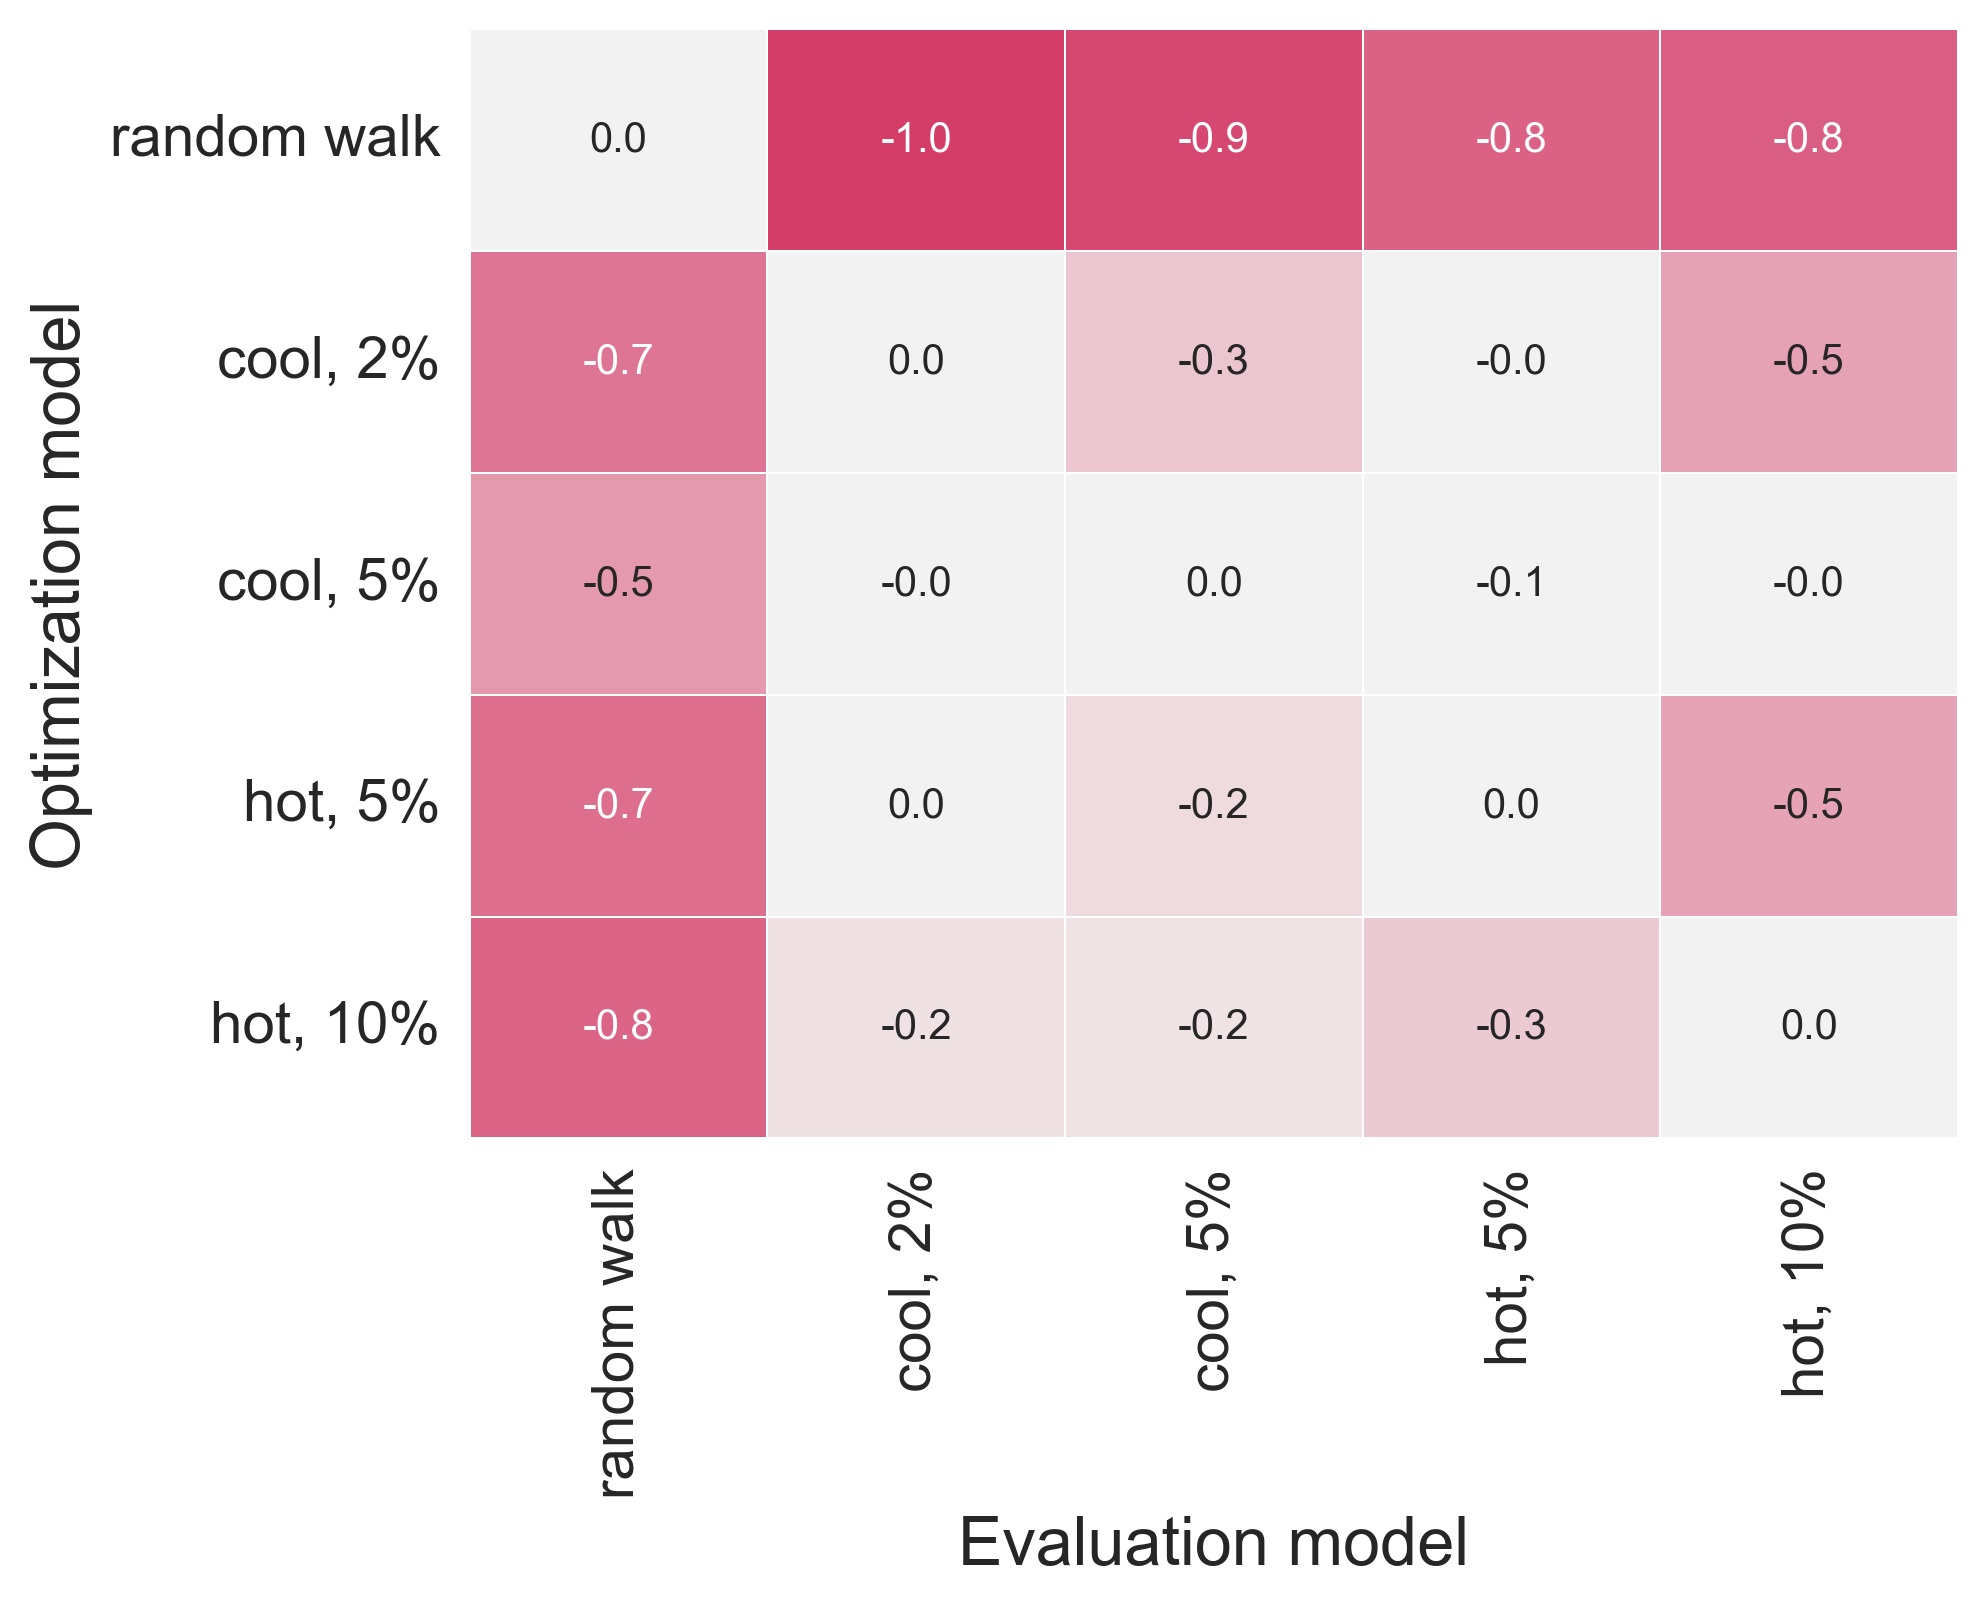 Optimization model
random walk 0.0 -1.0 -0.9 -0.8 -0.8
cool, 2% -0.7 0.0 -0.3 -0.0 -0.5
cool, 5% -0.5 -0.0 0.0 -0.1 -0.0
hot, 5% -0.7 0.0 -0.2 0.0 -0.5
hot, 10% -0.8 -0.2 -0.2 -0.3 0.0
random walk
cool, 2%
cool, 5%
hot, 5%
hot, 10%
Evaluation model